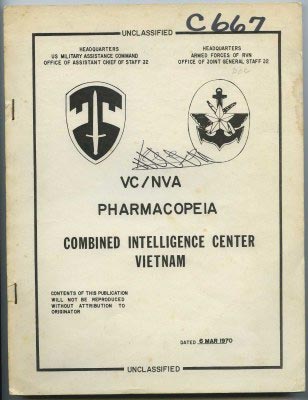 C667
UNCLASSIFIED
HEADQUARTERS
US MILITARY ASSISTANCE COMMAND
OFFICE OF ASSISTANT CHIEF OF STAFF J2
HEADQUARTERS
ARMED FORCES OF RVN
OFFICE OF JOINT GENERAL STAFF J2
VC/NVA
PHARMACOPEIA
COMBINED INTELLIGENCE CENTER
VIETNAM
CONTENTS OF THIS PUBLICATION
WILL NOT BE REPRODUCED
WITHOUT ATTRIBUTION TO
ORIGINATOR
DATED 6 MAR 1970
UNCLASSIFIED